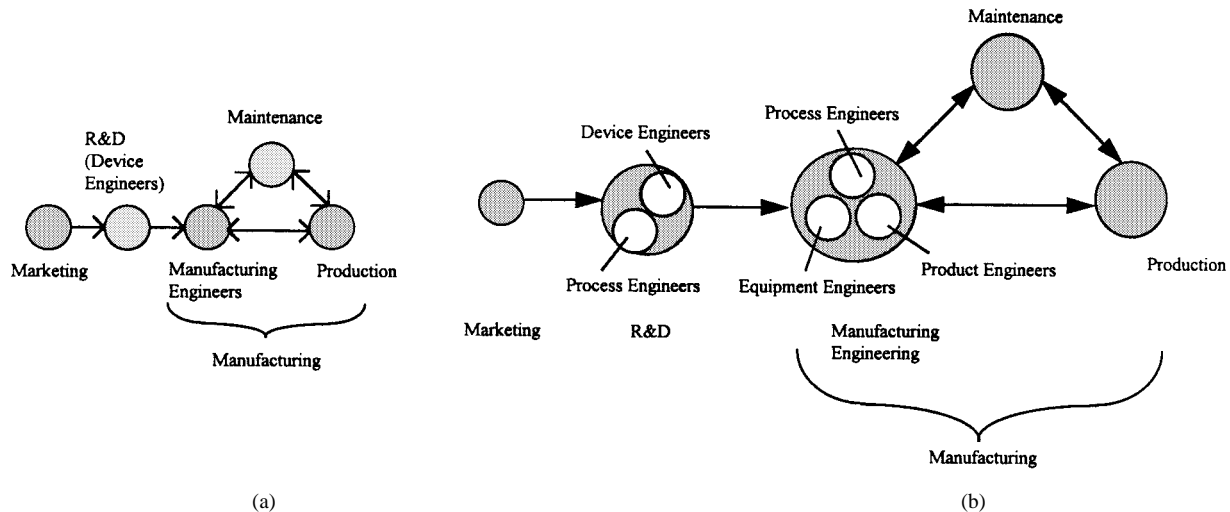 Maintenance
R&D
(Device
Engineers)
Marketing
Manufacturing
Engineers
Production
Manufacturing
(a)
Maintenance
Process Engineers
Device Engineers
Process Engineers
Equipment Engineers
Product Engineers
Production
Marketing
R&D
Manufacturing
Engineering
Manufacturing
(b)